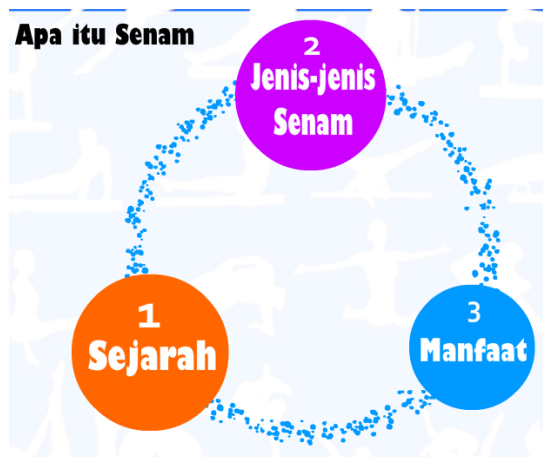 Apa itu Senam
1
Sejarah
2
Jenis-jenis
Senam
3
Manfaat